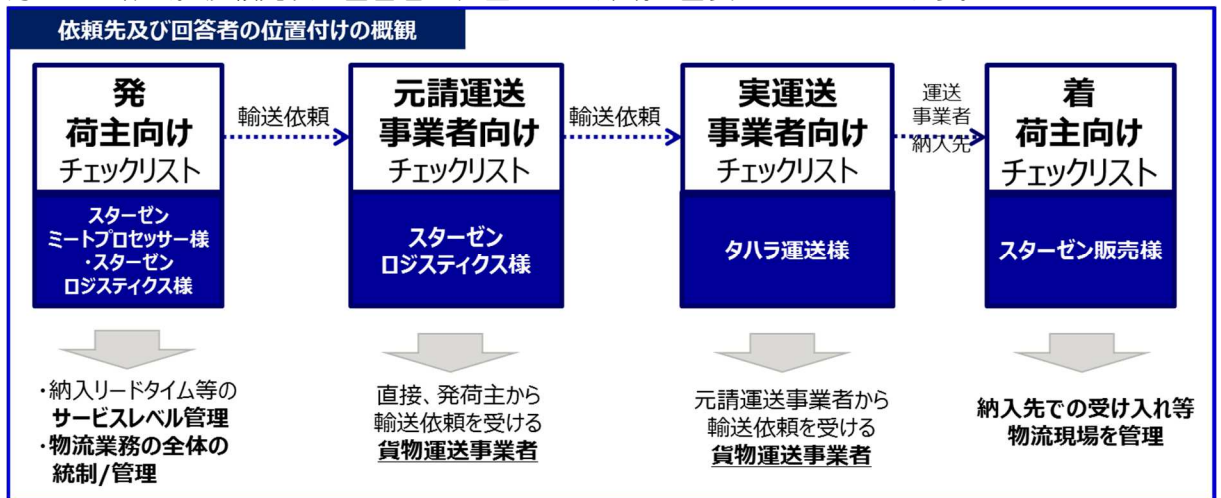 依頼先及び回答者の位置付けの概観
発
荷主向け
チェックリスト
スターゼン
ミートプロセッサー様
・スターゼン
ロジスティクス様
輸送依頼
元請運送
事業者向け
チェックリスト
スターゼン
ロジスティクス様
輸送依頼
実運送
事業者向け
チェックリスト
タハラ運送様
運送
事業者
納入先
着
荷主向け
チェックリスト
スターゼン販売様
・納入リードタイム等の
サービスレベル管理
・物流業務の全体の
統制/管理
直接、発荷主から
輸送依頼を受ける
貨物運送事業者
元請運送事業者から
輸送依頼を受ける
貨物運送事業者
納入先での受け入れ等
物流現場を管理